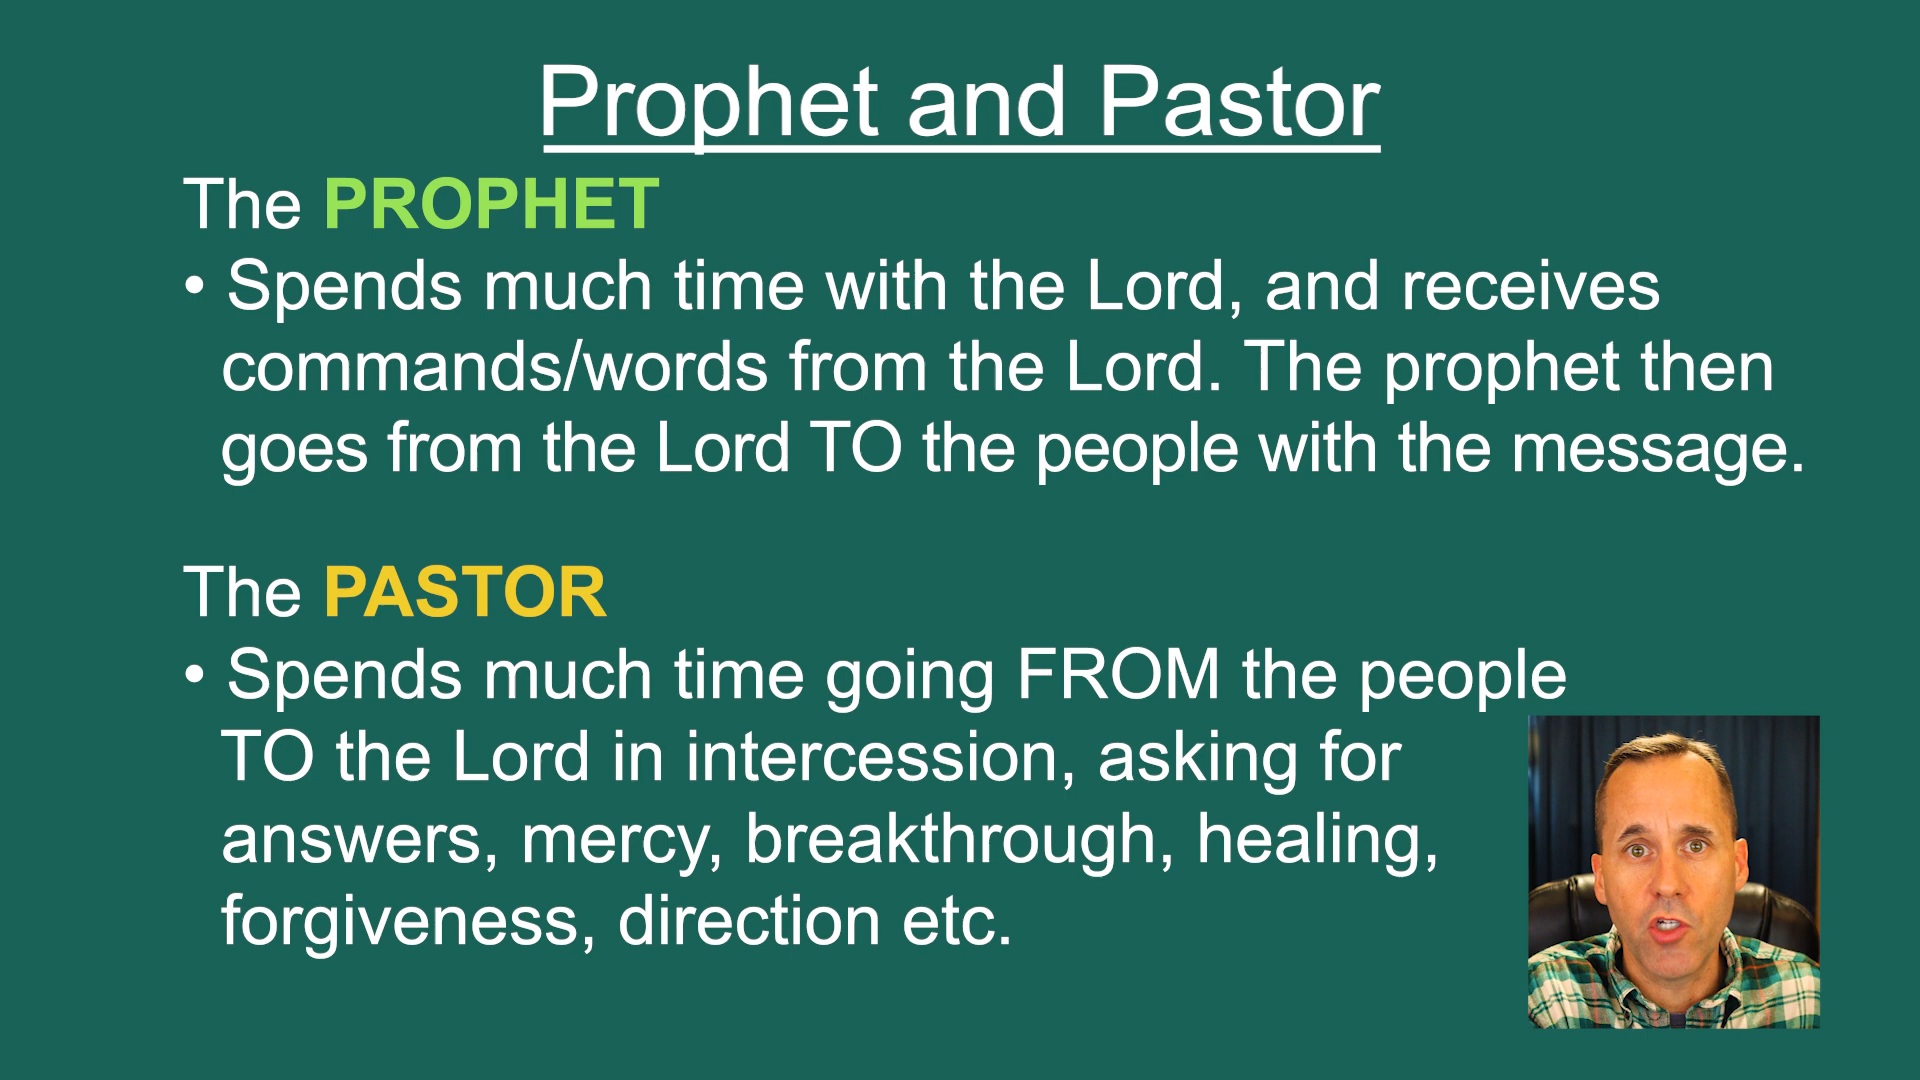 Prophet and Pastor
The PROPHET
• Spends much time with the Lord, and receives
commands/words from the Lord. The prophet then
goes from the Lord TO the people with the message.
The PASTOR
• Spends much time going FROM the people
TO the Lord in intercession, asking for
answers, mercy, breakthrough, healing,
forgiveness, direction etc.